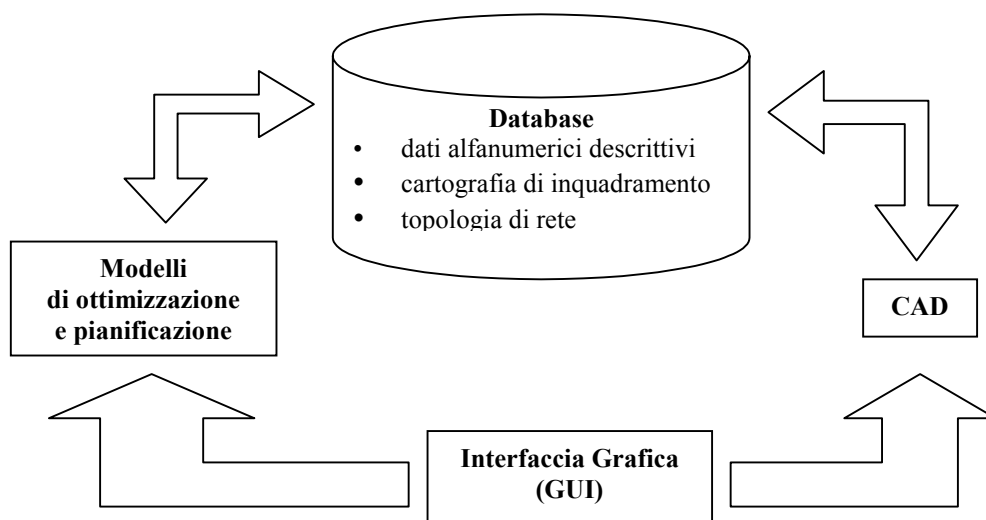 Database
• dati alfanumerici descrittivi
• cartografia di inquadramento
• topologia di rete
Modelli
di ottimizzazione
e pianificazione
CAD
Interfaccia Grafica
(GUI)